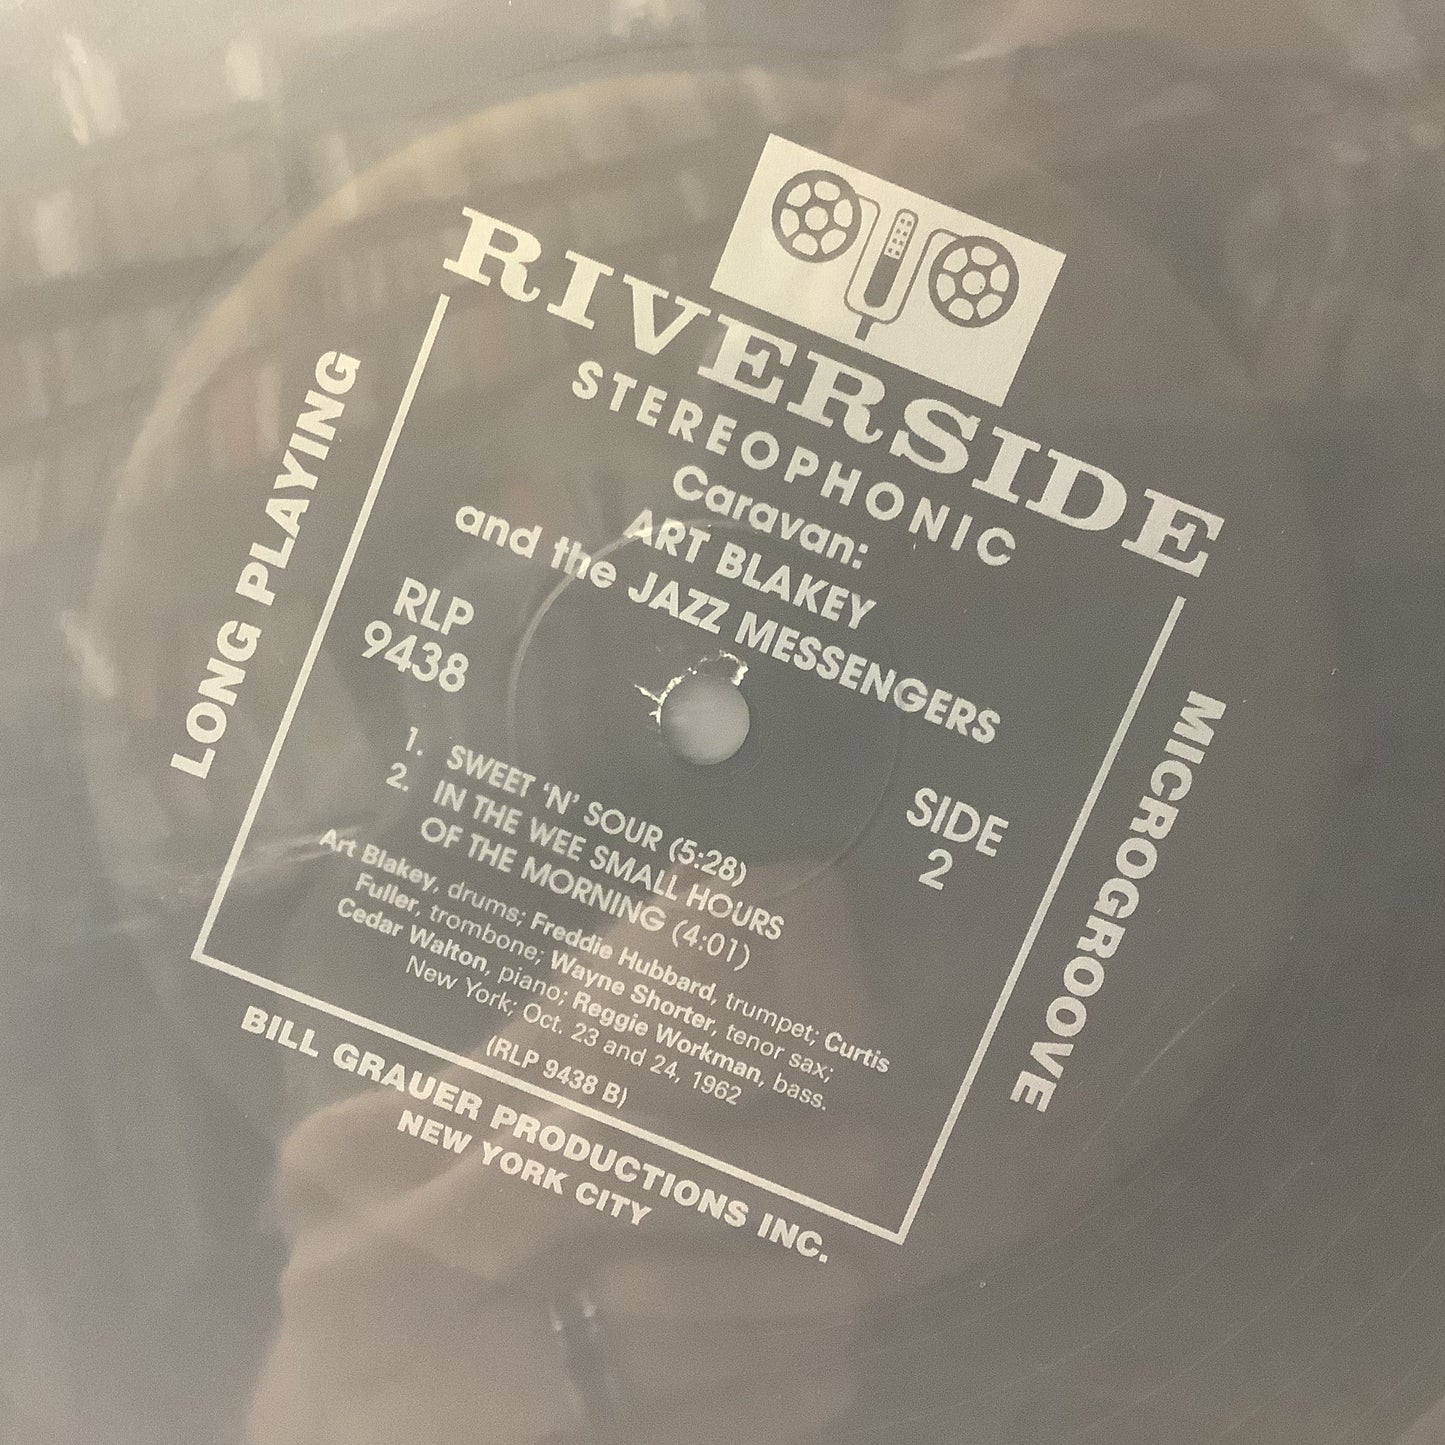 RIVERSIDE
STEREOPHONIC
Caravan:
ART BLAKEY
and the JAZZ MESSENGERS
RLP
9438
SIDE
2
1. SWEET 'N' SOUR (5:28)
2. IN THE WEE SMALL HOURS
OF THE MORNING (4:01)
Art Blakey, drums; Freddie Hubbard, trumpet; Curtis
Fuller, trombone; Wayne Shorter, tenor sax;
Cedar Walton, piano; Reggie Workman, bass.
New York; Oct. 23 and 24, 1962
(RLP 9438 B)
LONG PLAYING
MICROGROOVE
BILL GRAUER PRODUCTIONS INC.
NEW YORK CITY